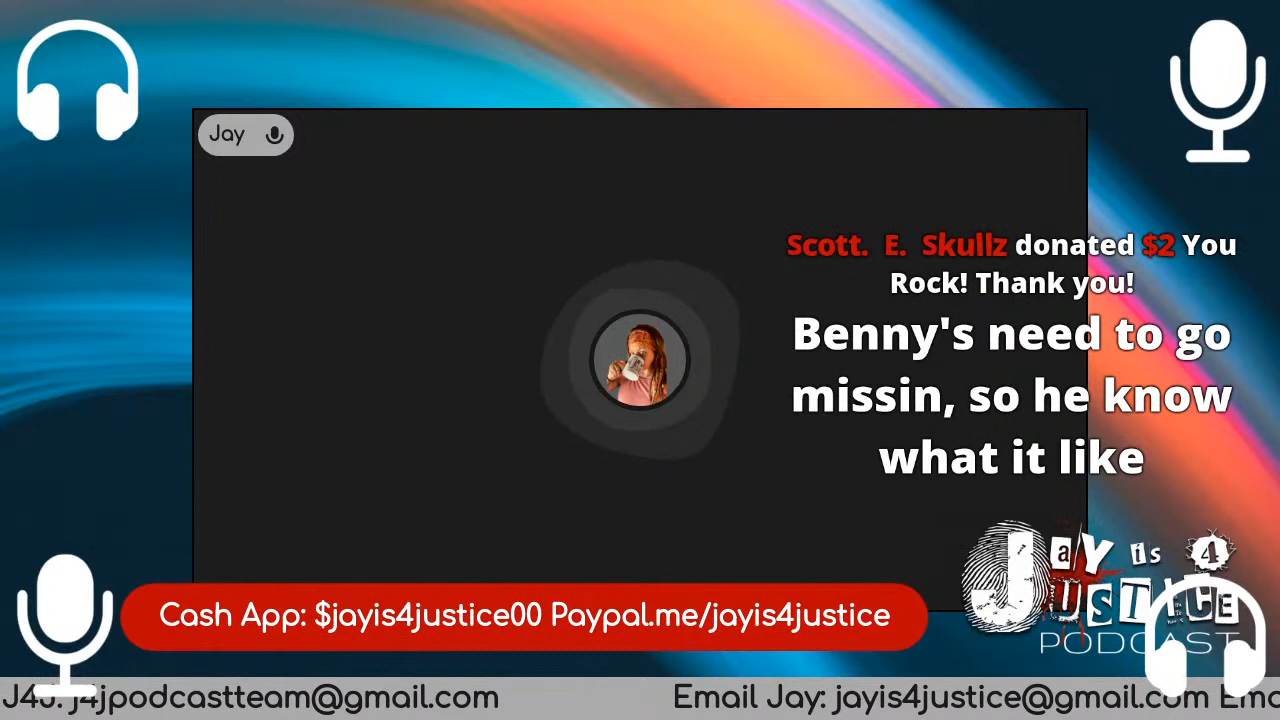 Jay
Scott. E. Skullz donated $2 You
Rock! Thank you!
Benny's need to go
missin, so he know
what it like
Jay is 4
JUSTICE
PODCAST
Cash App: $jayis4justice00 Paypal.me/jayis4justice
J4J: j4jpodcastteam@gmail.com Email Jay: jayis4justice@gmail.com Ema